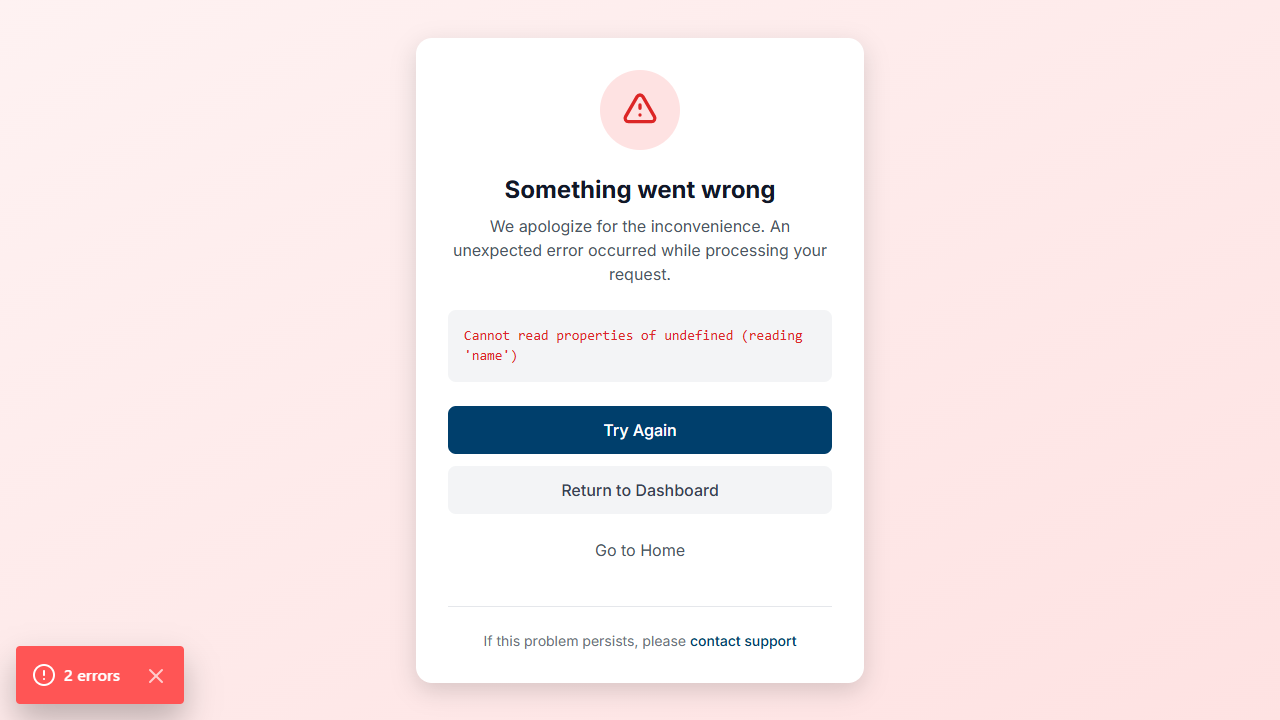 Something went wrong
We apologize for the inconvenience. An
unexpected error occurred while processing your
request.
Cannot read properties of undefined (reading
'name')
Try Again
Return to Dashboard
Go to Home
If this problem persists, please contact support
2 errors